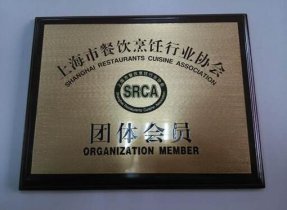 上海市餐饮烹饪行业协会
SHANGHAI RESTAURANTS CUISINE ASSOCIATION
SRCA
团体会员
ORGANIZATION MEMBER